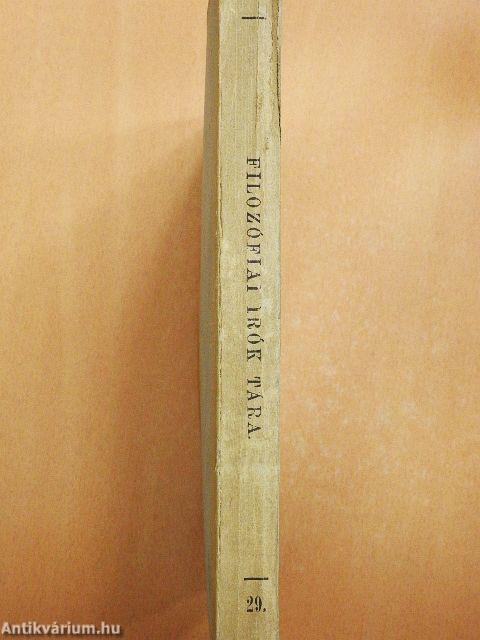 FILOZÓFIAI IRÓK TÁRA.
29.
Antikvárium.hu